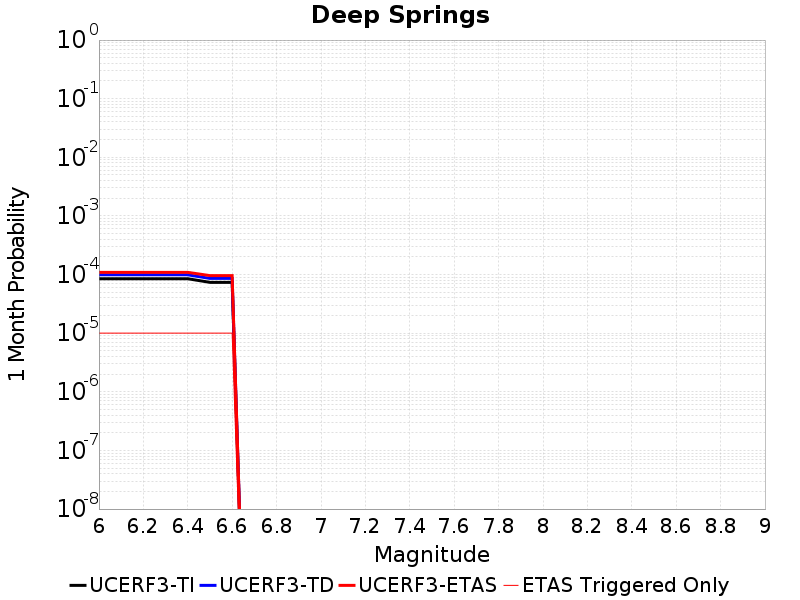 Deep Springs
10^0
10^-1
10^-2
10^-3
10^-4
10^-5
10^-6
10^-7
10^-8
1 Month Probability
6 6.2 6.4 6.6 6.8 7 7.2 7.4 7.6 7.8 8 8.2 8.4 8.6 8.8 9
Magnitude
UCERF3-TI UCERF3-TD UCERF3-ETAS ETAS Triggered Only